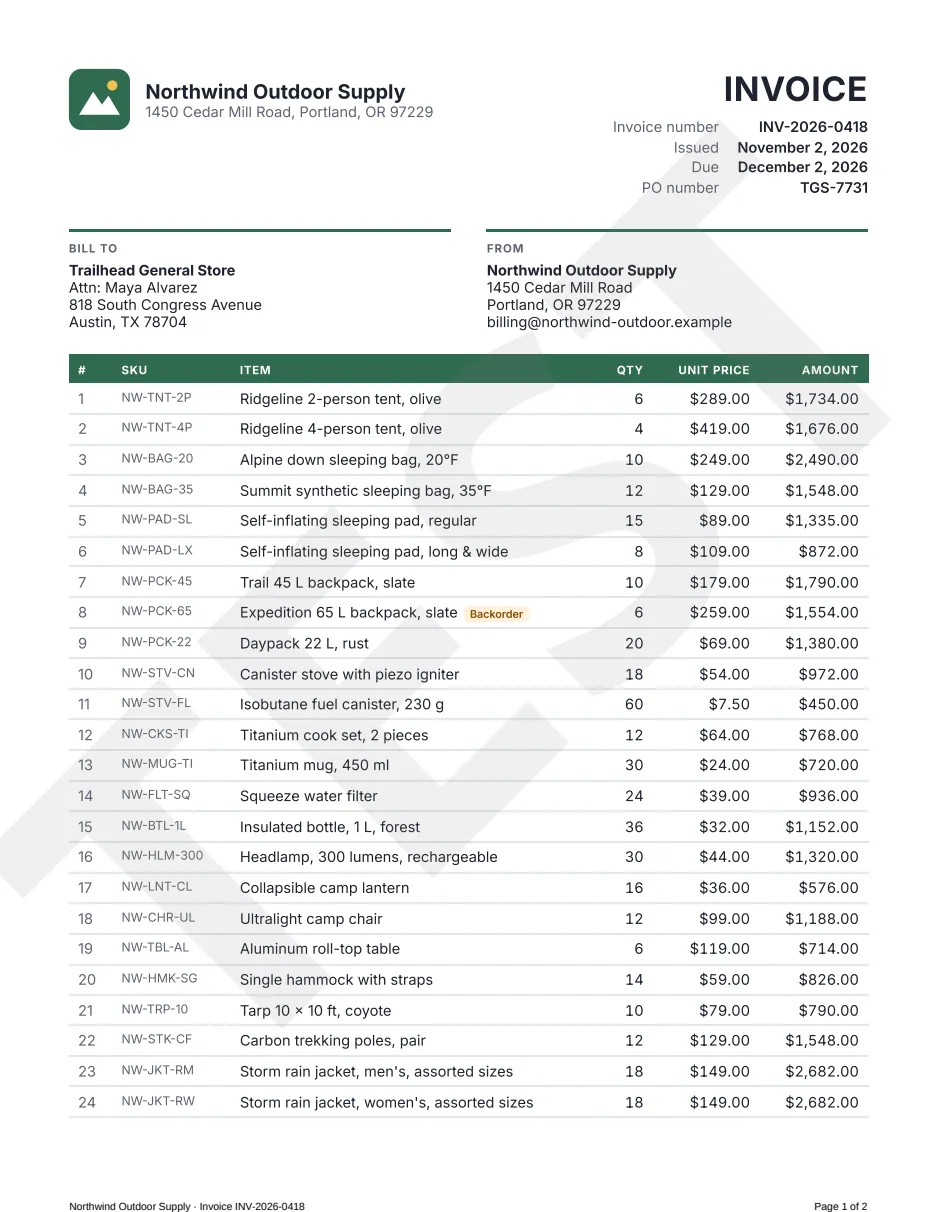 Northwind Outdoor Supply
1450 Cedar Mill Road, Portland, OR 97229
INVOICE
Invoice number INV-2026-0418
Issued November 2, 2026
Due December 2, 2026
PO number TGS-7731
BILL TO
Trailhead General Store
Attn: Maya Alvarez
818 South Congress Avenue
Austin, TX 78704
FROM
Northwind Outdoor Supply
1450 Cedar Mill Road
Portland, OR 97229
billing@northwind-outdoor.example
# SKU ITEM QTY UNIT PRICE AMOUNT
1 NW-TNT-2P Ridgeline 2-person tent, olive 6 $289.00 $1,734.00
2 NW-TNT-4P Ridgeline 4-person tent, olive 4 $419.00 $1,676.00
3 NW-BAG-20 Alpine down sleeping bag, 20°F 10 $249.00 $2,490.00
4 NW-BAG-35 Summit synthetic sleeping bag, 35°F 12 $129.00 $1,548.00
5 NW-PAD-SL Self-inflating sleeping pad, regular 15 $89.00 $1,335.00
6 NW-PAD-LX Self-inflating sleeping pad, long & wide 8 $109.00 $872.00
7 NW-PCK-45 Trail 45 L backpack, slate 10 $179.00 $1,790.00
8 NW-PCK-65 Expedition 65 L backpack, slate Backorder 6 $259.00 $1,554.00
9 NW-PCK-22 Daypack 22 L, rust 20 $69.00 $1,380.00
10 NW-STV-CN Canister stove with piezo igniter 18 $54.00 $972.00
11 NW-STV-FL Isobutane fuel canister, 230 g 60 $7.50 $450.00
12 NW-CKS-TI Titanium cook set, 2 pieces 12 $64.00 $768.00
13 NW-MUG-TI Titanium mug, 450 ml 30 $24.00 $720.00
14 NW-FLT-SQ Squeeze water filter 24 $39.00 $936.00
15 NW-BTL-1L Insulated bottle, 1 L, forest 36 $32.00 $1,152.00
16 NW-HLM-300 Headlamp, 300 lumens, rechargeable 30 $44.00 $1,320.00
17 NW-LNT-CL Collapsible camp lantern 16 $36.00 $576.00
18 NW-CHR-UL Ultralight camp chair 12 $99.00 $1,188.00
19 NW-TBL-AL Aluminum roll-top table 6 $119.00 $714.00
20 NW-HMK-SG Single hammock with straps 14 $59.00 $826.00
21 NW-TRP-10 Tarp 10 × 10 ft, coyote 10 $79.00 $790.00
22 NW-STK-CF Carbon trekking poles, pair 12 $129.00 $1,548.00
23 NW-JKT-RM Storm rain jacket, men's, assorted sizes 18 $149.00 $2,682.00
24 NW-JKT-RW Storm rain jacket, women's, assorted sizes 18 $149.00 $2,682.00
TEST
Northwind Outdoor Supply · Invoice INV-2026-0418 Page 1 of 2